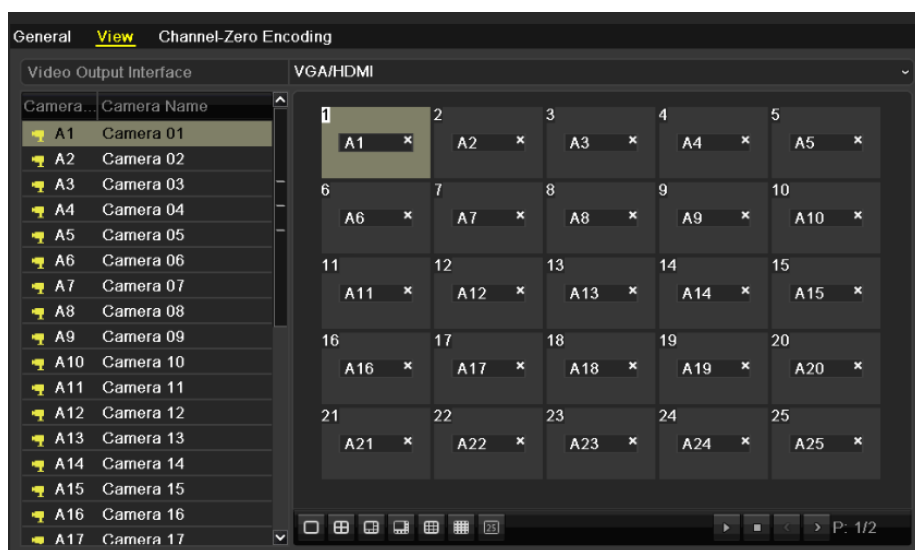 General View Channel-Zero Encoding
Video Output Interface VGA/HDMI
Camera... Camera Name
A1 Camera 01
A2 Camera 02
A3 Camera 03
A4 Camera 04
A5 Camera 05
A6 Camera 06
A7 Camera 07
A8 Camera 08
A9 Camera 09
A10 Camera 10
A11 Camera 11
A12 Camera 12
A13 Camera 13
A14 Camera 14
A15 Camera 15
A16 Camera 16
A17 Camera 17
1 2 3 4 5
A1 × A2 × A3 × A4 × A5 ×
6 7 8 9 10
A6 × A7 × A8 × A9 × A10 ×
11 12 13 14 15
A11 × A12 × A13 × A14 × A15 ×
16 17 18 19 20
A16 × A17 × A18 × A19 × A20 ×
21 22 23 24 25
A21 × A22 × A23 × A24 × A25 ×
25 P: 1/2